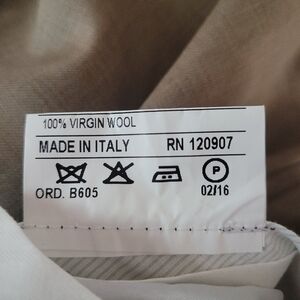 100% VIRGIN WOOL
MADE IN ITALY RN 120907
P
ORD. B605 02/16